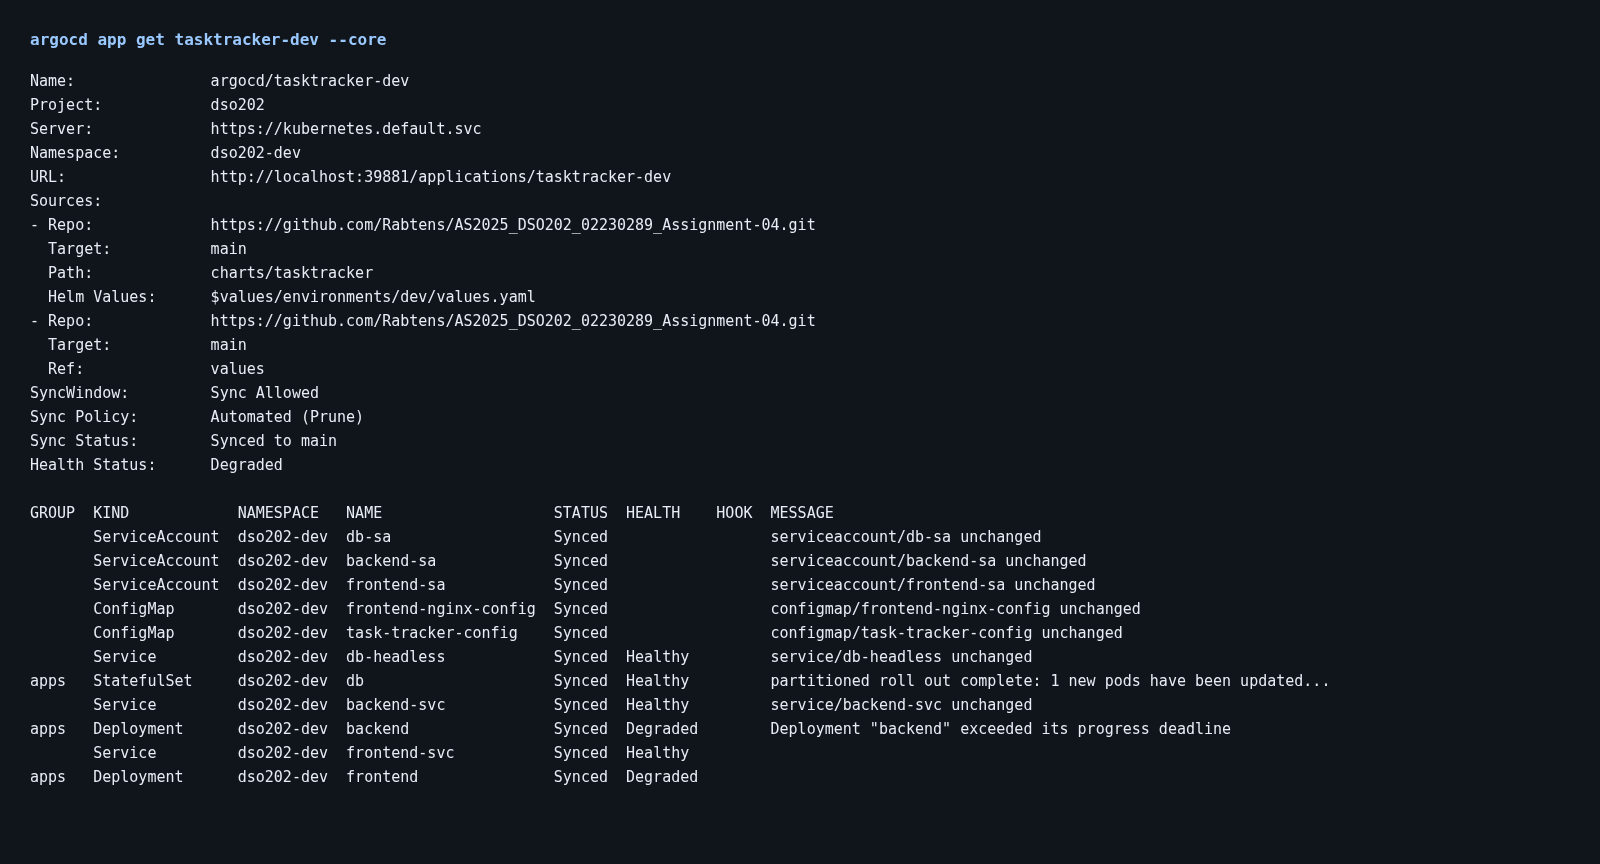 argocd app get tasktracker-dev --core
Name:               argocd/tasktracker-dev
Project:            dso202
Server:             https://kubernetes.default.svc
Namespace:          dso202-dev
URL:                http://localhost:39881/applications/tasktracker-dev
Sources:
- Repo:             https://github.com/Rabtens/AS2025_DSO202_02230289_Assignment-04.git
  Target:           main
  Path:             charts/tasktracker
  Helm Values:      $values/environments/dev/values.yaml
- Repo:             https://github.com/Rabtens/AS2025_DSO202_02230289_Assignment-04.git
  Target:           main
  Ref:              values
SyncWindow:         Sync Allowed
Sync Policy:        Automated (Prune)
Sync Status:        Synced to main
Health Status:      Degraded
GROUP  KIND            NAMESPACE   NAME                   STATUS  HEALTH    HOOK  MESSAGE
       ServiceAccount  dso202-dev  db-sa                  Synced                  serviceaccount/db-sa unchanged
       ServiceAccount  dso202-dev  backend-sa             Synced                  serviceaccount/backend-sa unchanged
       ServiceAccount  dso202-dev  frontend-sa            Synced                  serviceaccount/frontend-sa unchanged
       ConfigMap       dso202-dev  frontend-nginx-config  Synced                  configmap/frontend-nginx-config unchanged
       ConfigMap       dso202-dev  task-tracker-config    Synced                  configmap/task-tracker-config unchanged
       Service         dso202-dev  db-headless            Synced  Healthy         service/db-headless unchanged
apps   StatefulSet     dso202-dev  db                     Synced  Healthy         partitioned roll out complete: 1 new pods have been updated...
       Service         dso202-dev  backend-svc            Synced  Healthy         service/backend-svc unchanged
apps   Deployment      dso202-dev  backend                Synced  Degraded        Deployment "backend" exceeded its progress deadline
       Service         dso202-dev  frontend-svc           Synced  Healthy
apps   Deployment      dso202-dev  frontend               Synced  Degraded